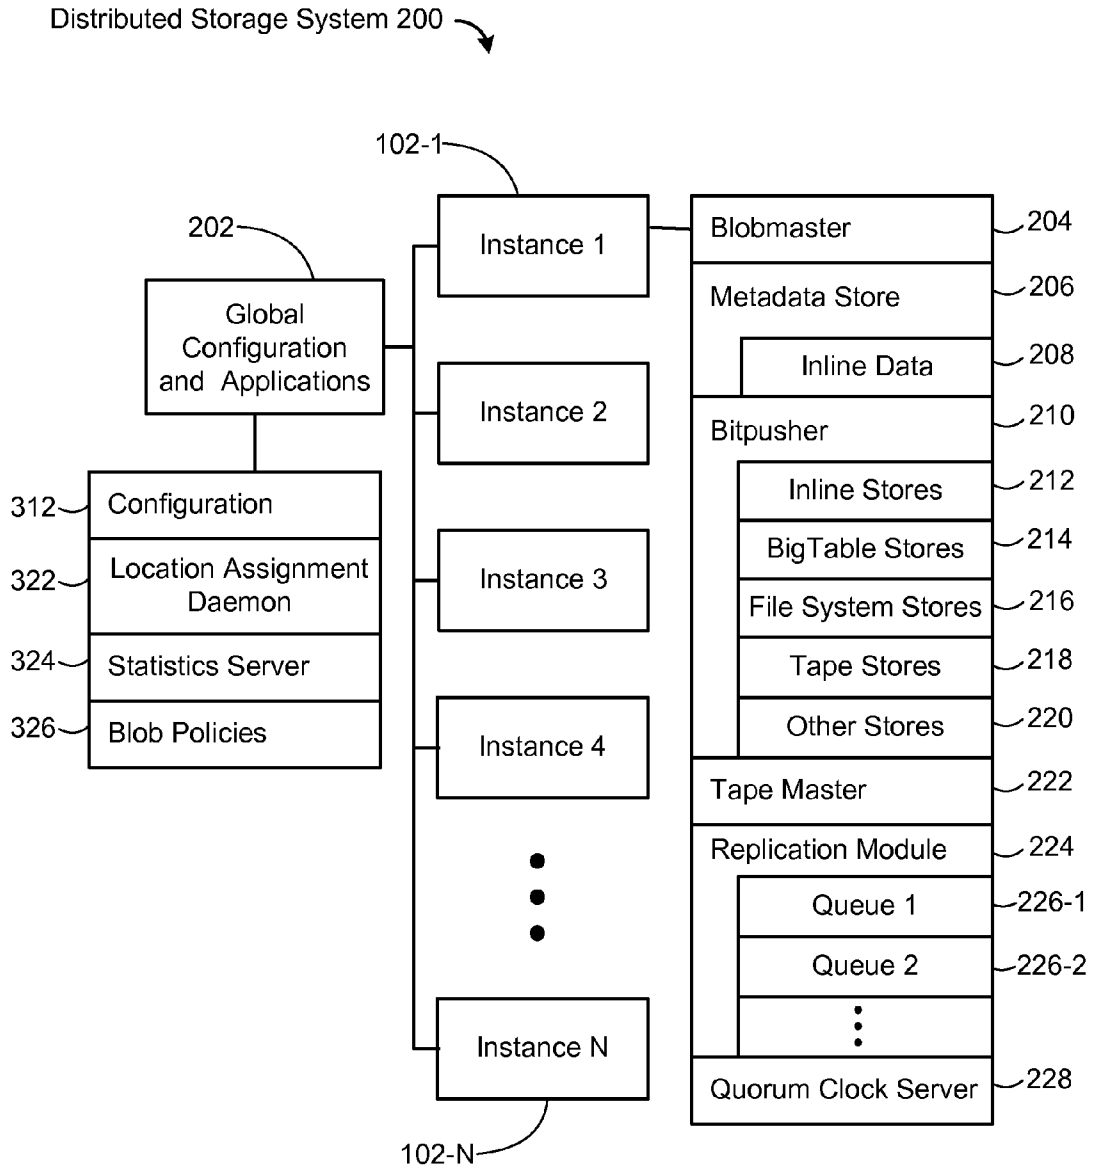 Distributed Storage System 200
102-1
202
Global
Configuration
and Applications
312
Configuration
322
Location Assignment
Daemon
324
Statistics Server
326
Blob Policies
Instance 1
Instance 2
Instance 3
Instance 4
Instance N
102-N
Blobmaster
204
Metadata Store
206
Inline Data
208
Bitpusher
210
Inline Stores
212
BigTable Stores
214
File System Stores
216
Tape Stores
218
Other Stores
220
Tape Master
222
Replication Module
224
Queue 1
226-1
Queue 2
226-2
Quorum Clock Server
228